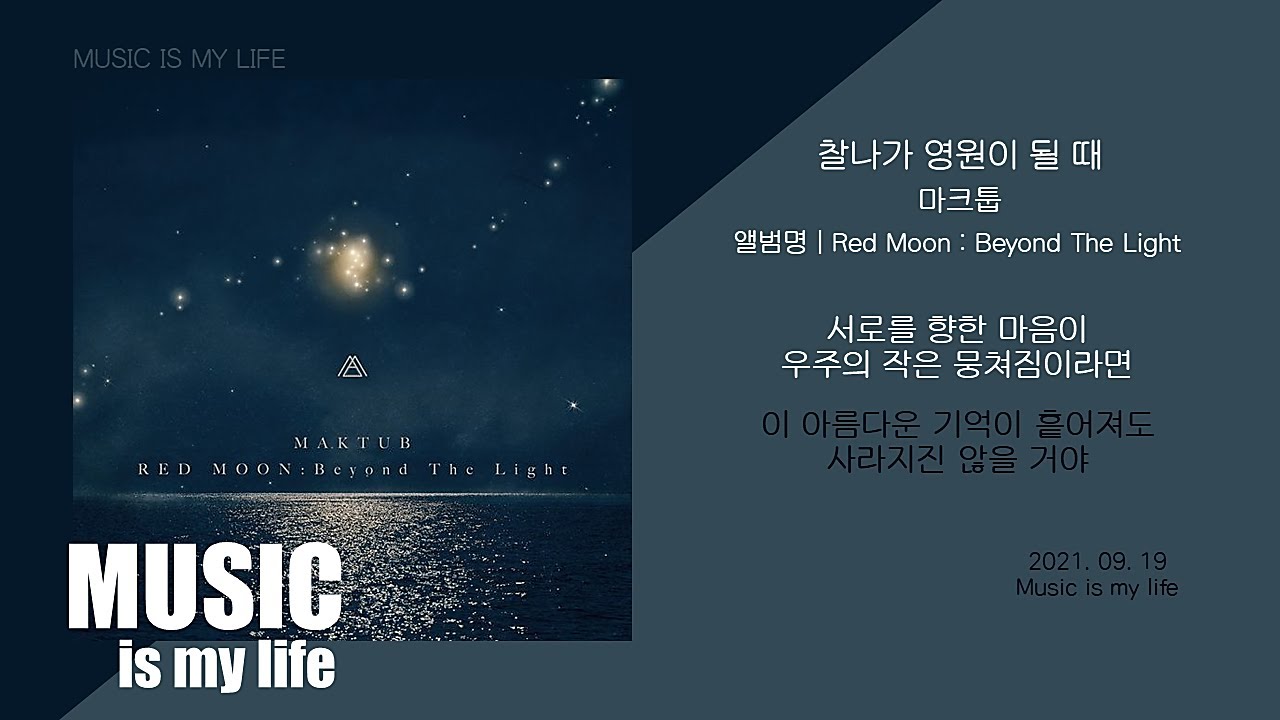 MUSIC IS MY LIFE
MAKTUB
RED MOON:Beyond The Light
MUSIC
is my life
찰나가 영원이 될 때
마크툽
앨범명 | Red Moon : Beyond The Light
서로를 향한 마음이
우주의 작은 뭉쳐짐이라면
이 아름다운 기억이 흩어져도
사라지진 않을 거야
2021. 09. 19
Music is my life